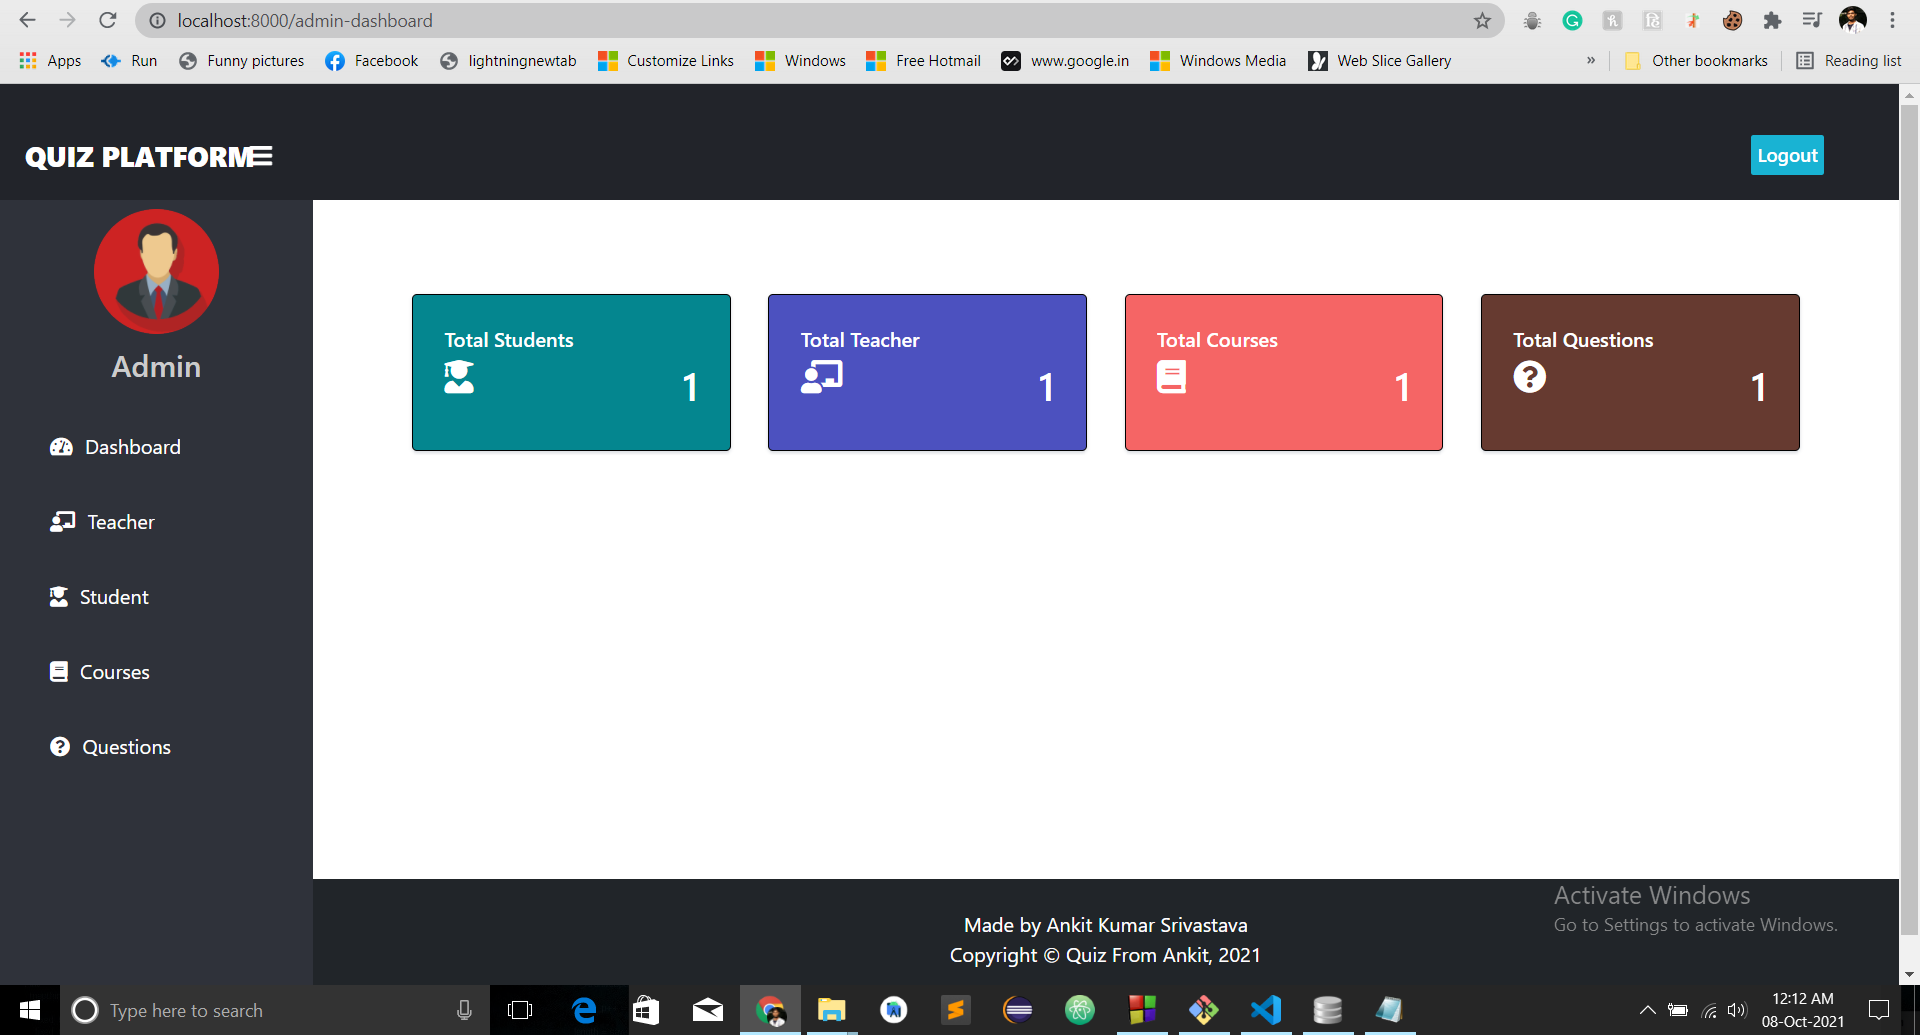 localhost:8000/admin-dashboard
Apps Run Funny pictures Facebook lightningnewtab Customize Links Windows Free Hotmail www.google.in Windows Media Web Slice Gallery » Other bookmarks Reading list
QUIZ PLATFORM
Logout
Admin
Dashboard
Teacher
Student
Courses
Questions
Total Students
1
Total Teacher
1
Total Courses
1
Total Questions
1
Made by Ankit Kumar Srivastava
Copyright © Quiz From Ankit, 2021
Activate Windows
Go to Settings to activate Windows.
Type here to search
12:12 AM
08-Oct-2021